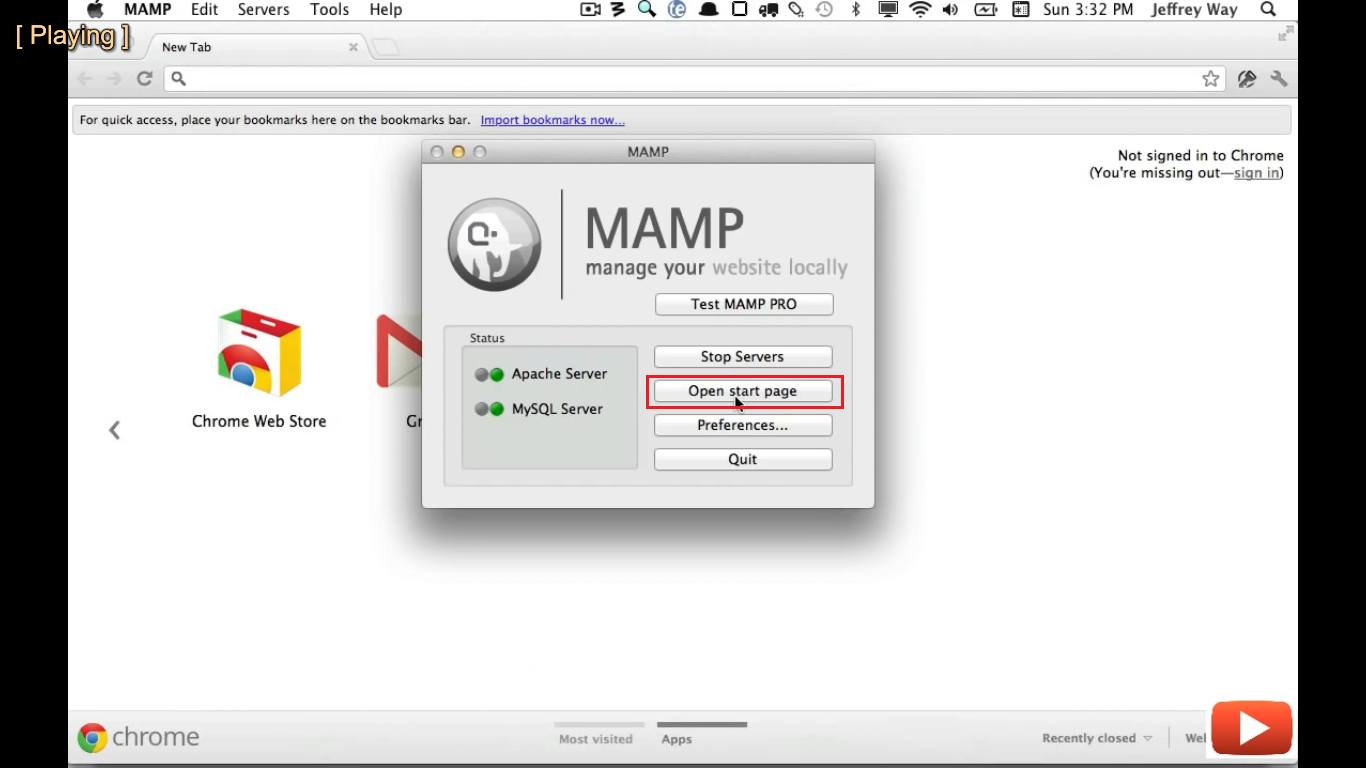 MAMP Edit Servers Tools Help Sun 3:32 PM Jeffrey Way
[ Playing ]
New Tab
For quick access, place your bookmarks here on the bookmarks bar. Import bookmarks now...
Not signed in to Chrome
(You're missing out—sign in)
MAMP
MAMP
manage your website locally
Test MAMP PRO
Status
Apache Server
MySQL Server
Stop Servers
Open start page
Preferences...
Quit
Chrome Web Store
chrome
Most visited
Apps
Recently closed